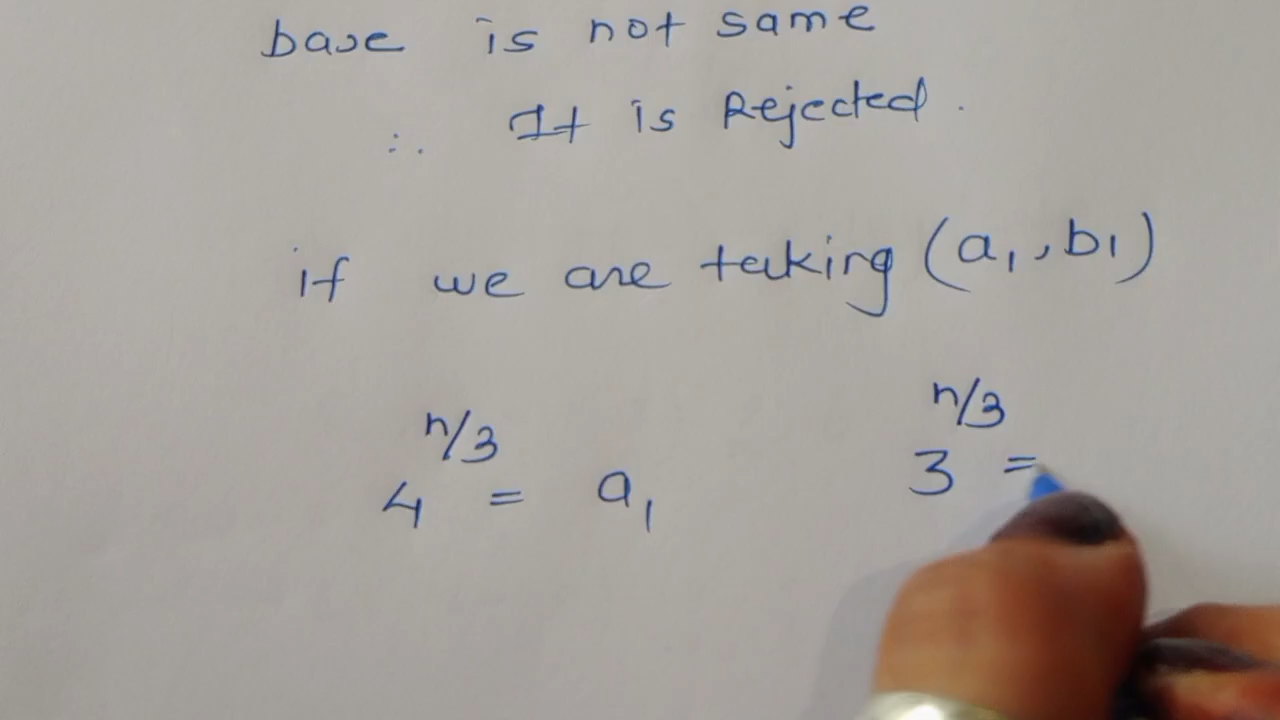 base is not same
∴ It is Rejected.
if we are taking (a₁, b₁)
4^(n/3) = a₁ 3^(n/3) =